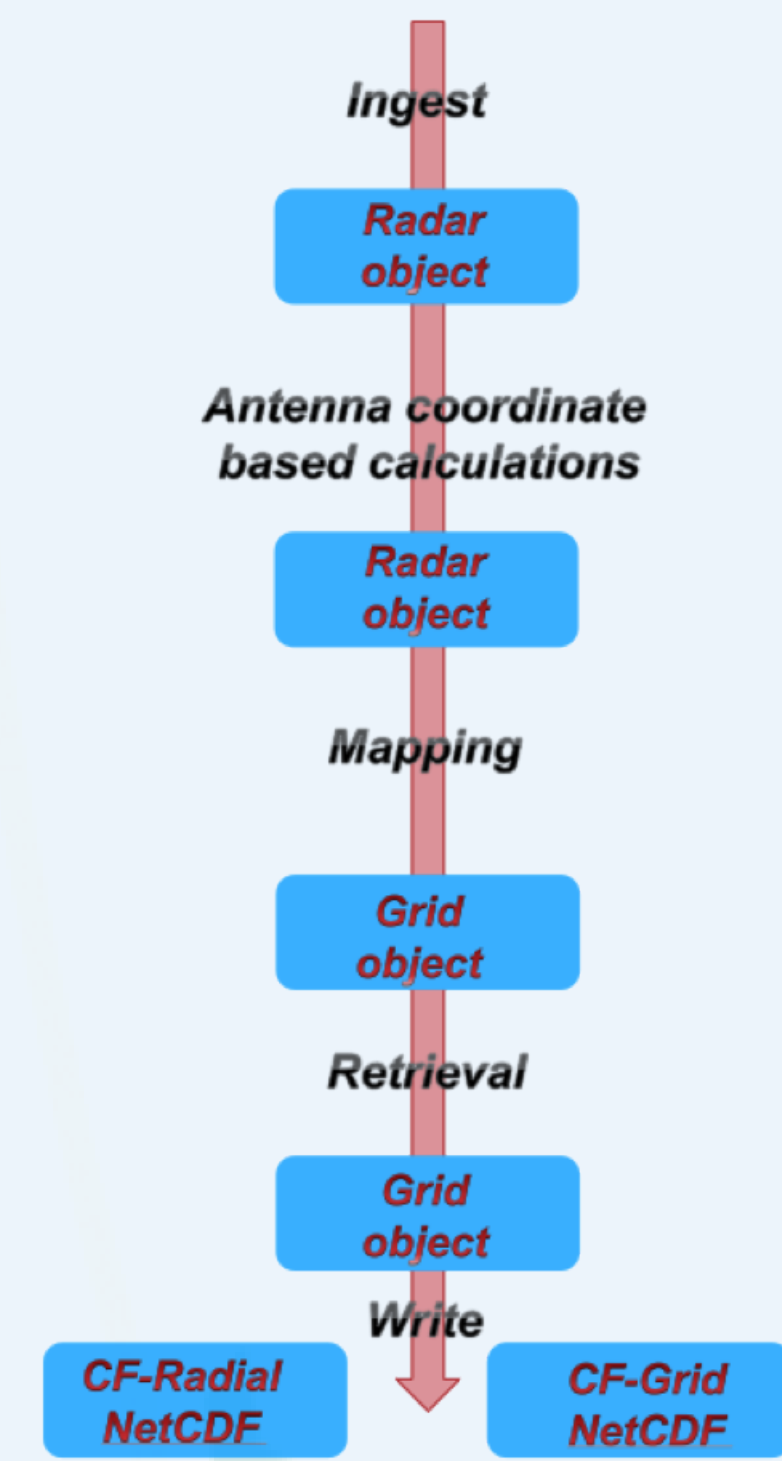 Ingest
Radar
object
Antenna coordinate
based calculations
Radar
object
Mapping
Grid
object
Retrieval
Grid
object
Write
CF-Radial
NetCDF
CF-Grid
NetCDF